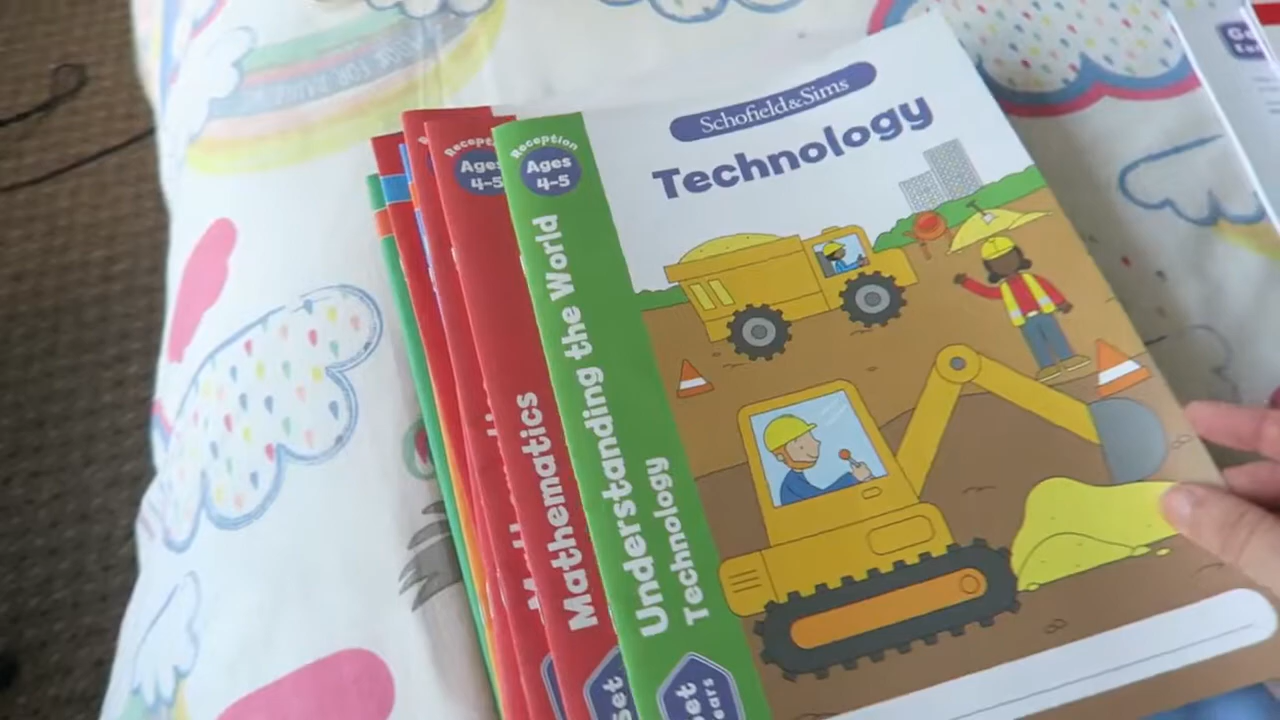 Schofield&Sims
Technology
Reception
Ages
4-5
Understanding the World
Technology
Reception
Ages
4-5
Mathematics